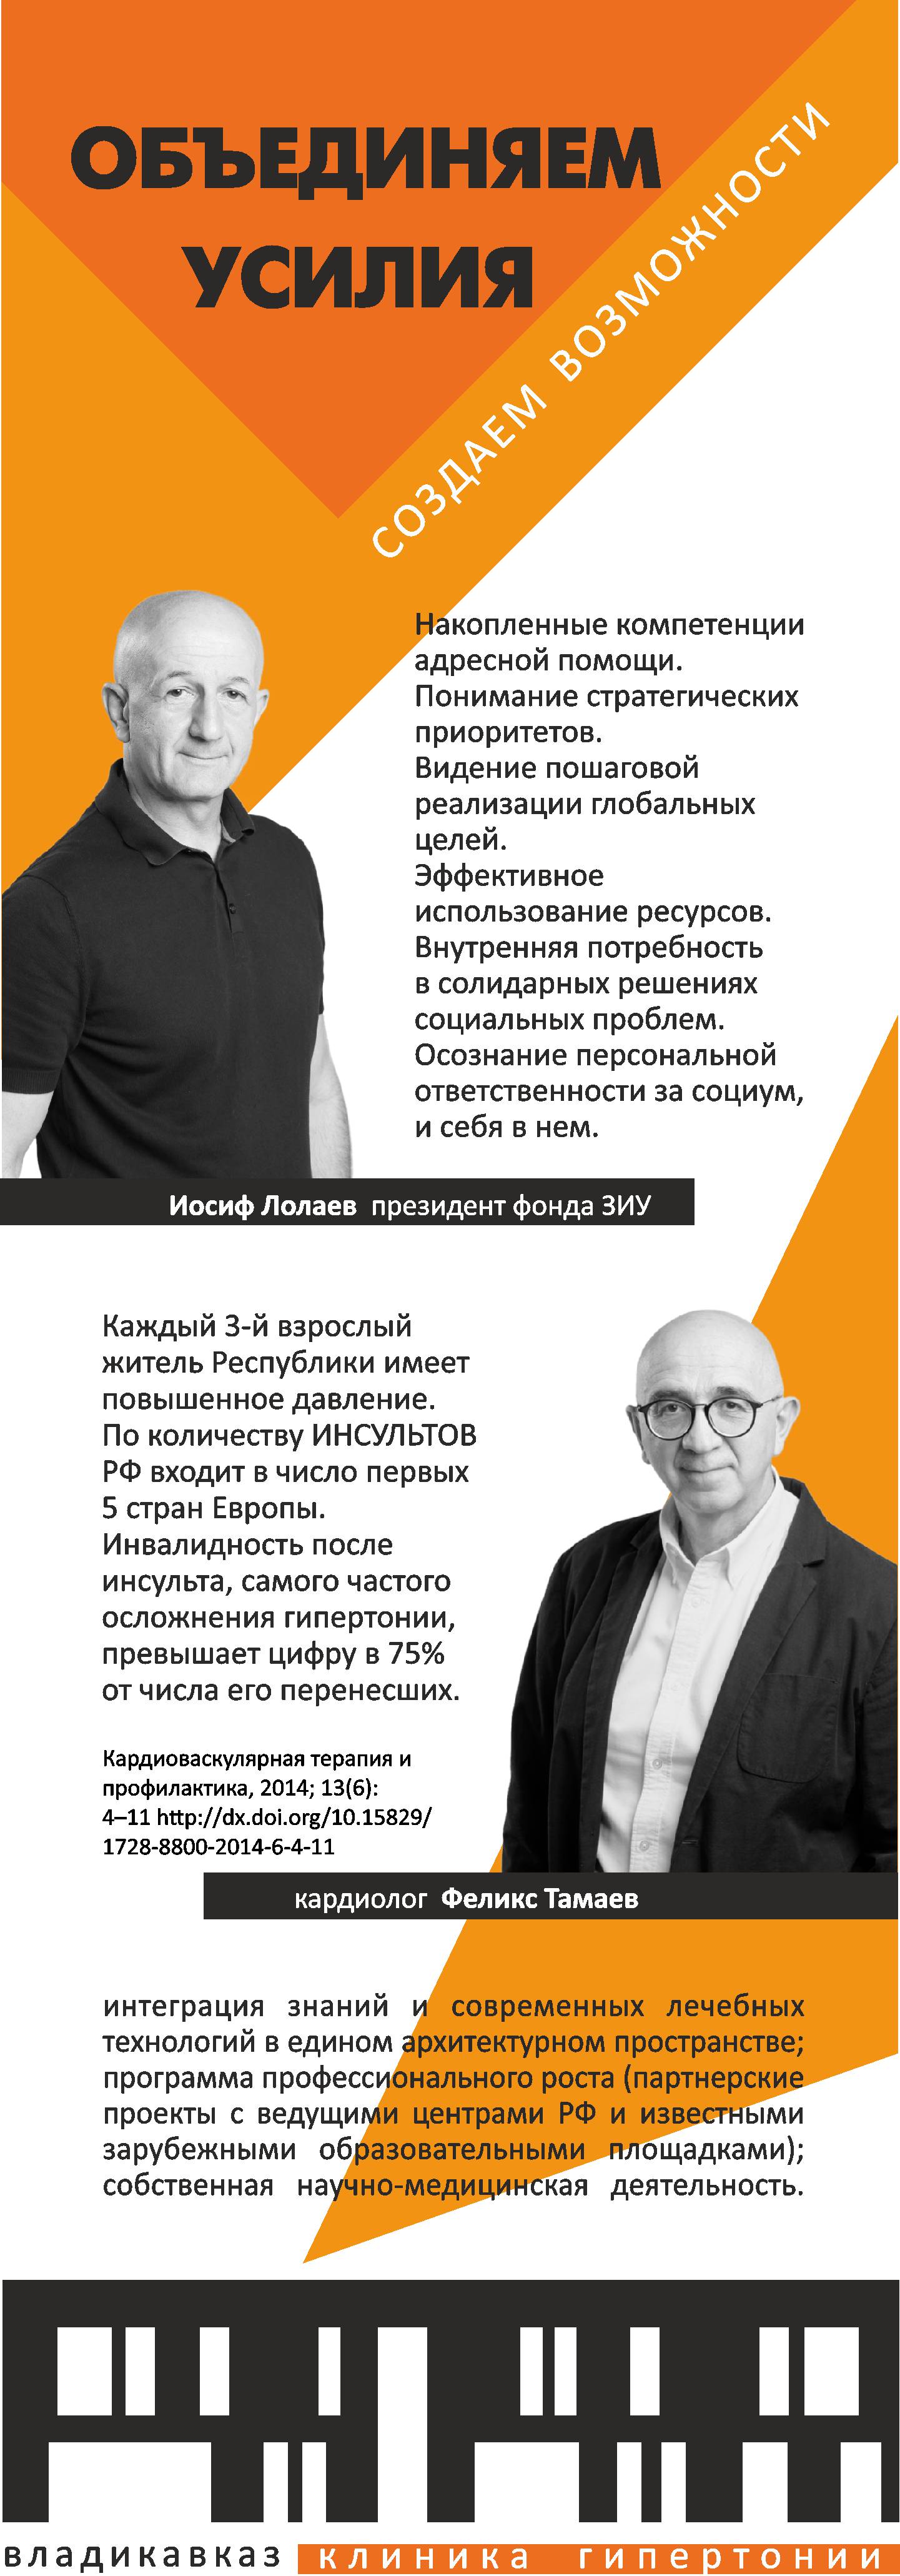 ОБЪЕДИНЯЕМ
УСИЛИЯ
СОЗДАЕМ ВОЗМОЖНОСТИ
Накопленные компетенции
адресной помощи.
Понимание стратегических
приоритетов.
Видение пошаговой
реализации глобальных
целей.
Эффективное
использование ресурсов.
Внутренняя потребность
в солидарных решениях
социальных проблем.
Осознание персональной
ответственности за социум,
и себя в нем.
Иосиф Лолаев президент фонда ЗИУ
Каждый 3-й взрослый
житель Республики имеет
повышенное давление.
По количеству ИНСУЛЬТОВ
РФ входит в число первых
5 стран Европы.
Инвалидность после
инсульта, самого частого
осложнения гипертонии,
превышает цифру в 75%
от числа его перенесших.
Кардиоваскулярная терапия и
профилактика, 2014; 13(6):
4–11 http://dx.doi.org/10.15829/
1728-8800-2014-6-4-11
кардиолог Феликс Тамаев
интеграция знаний и современных лечебных
технологий в едином архитектурном пространстве;
программа профессионального роста (партнерские
проекты с ведущими центрами РФ и известными
зарубежными образовательными площадками);
собственная научно-медицинская деятельность.
владикавказ клиника гипертонии